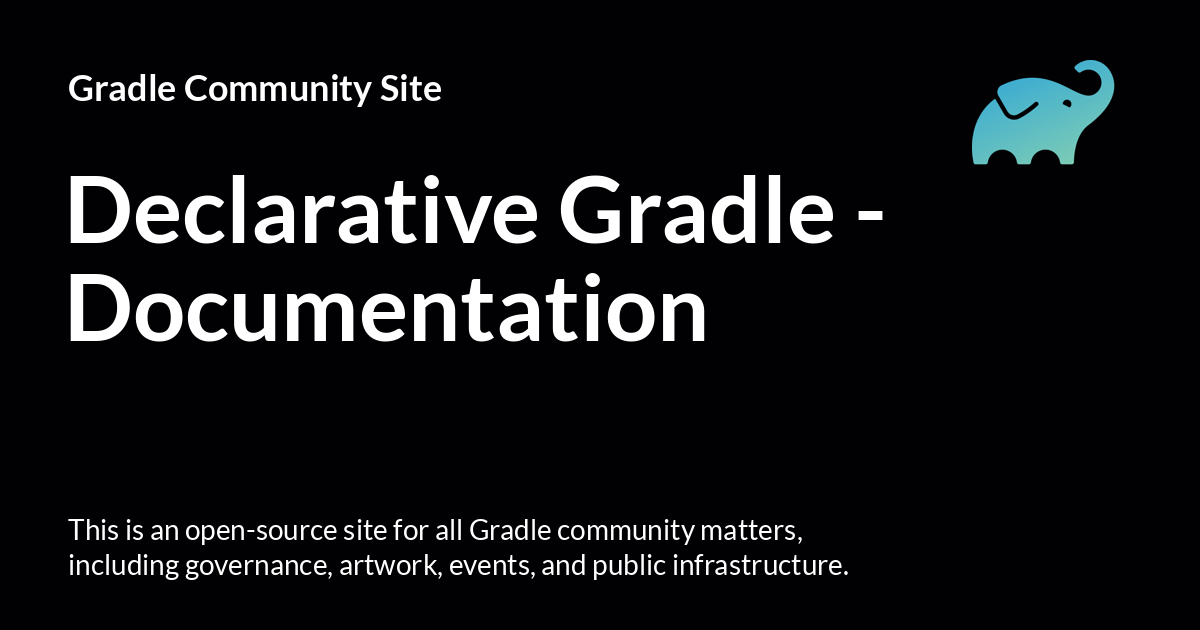 Gradle Community Site
Declarative Gradle -
Documentation
This is an open-source site for all Gradle community matters,
including governance, artwork, events, and public infrastructure.